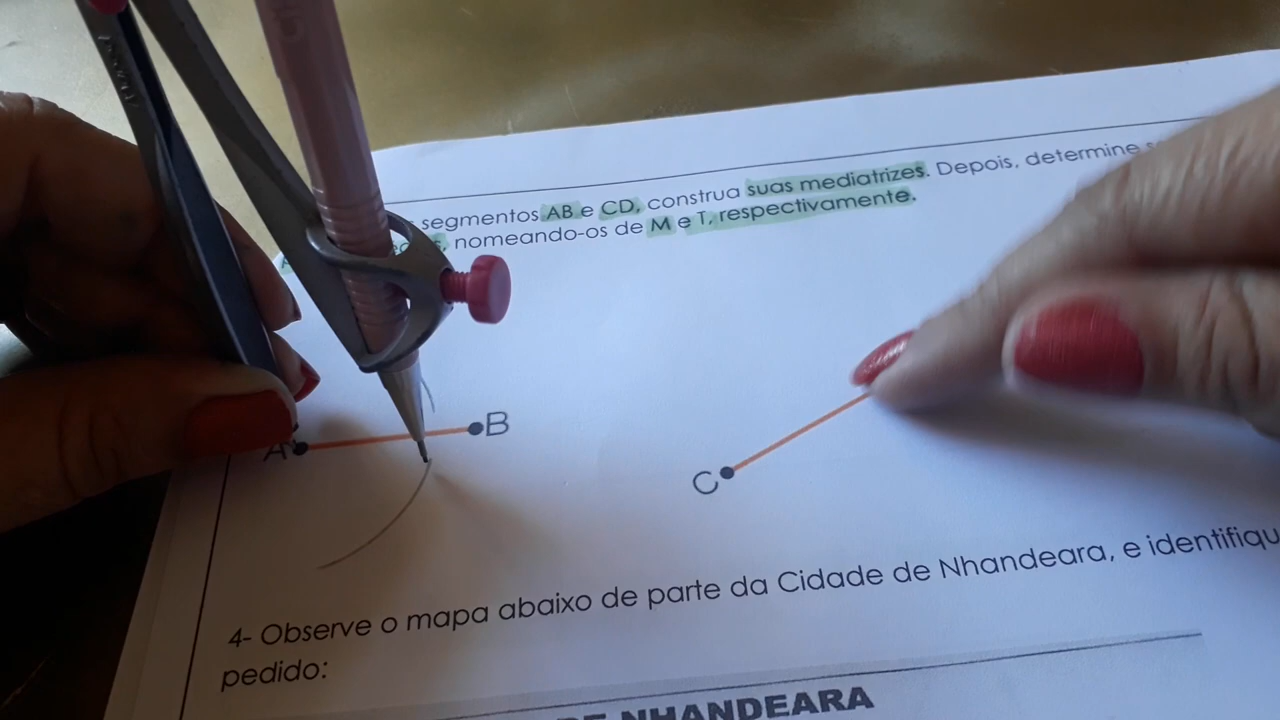 segmentos AB e CD, construa suas mediatrizes. Depois, determine
nomeando-os de M e T, respectivamente.
A
B
C
4- Observe o mapa abaixo de parte da Cidade de Nhandeara, e
pedido:
DE NHANDEARA